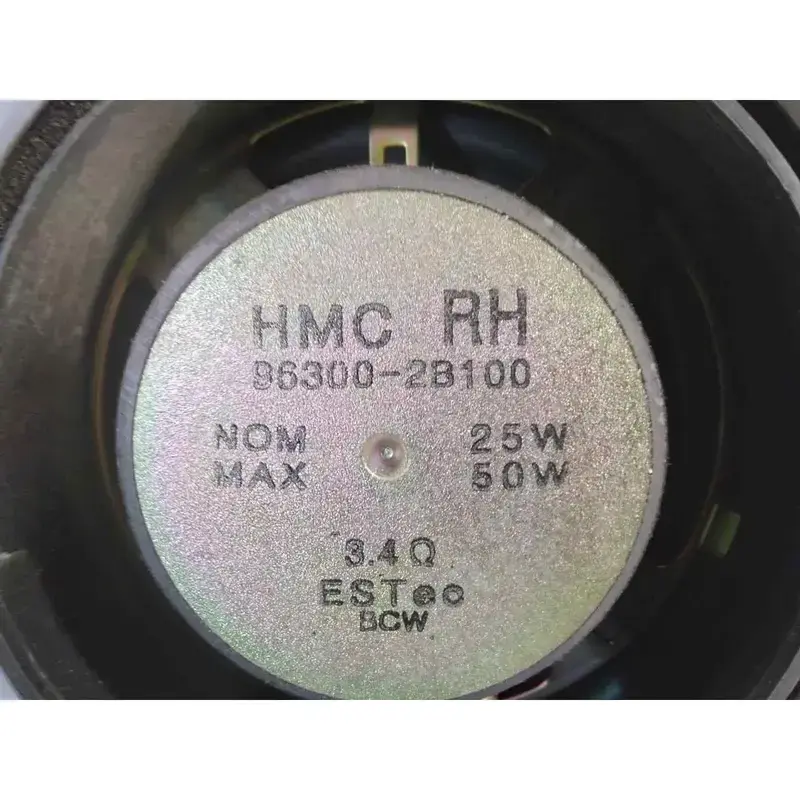 HMC RH
96300-2B100
NOM 25W
MAX 50W
3.4Ω
ESTec
BCW